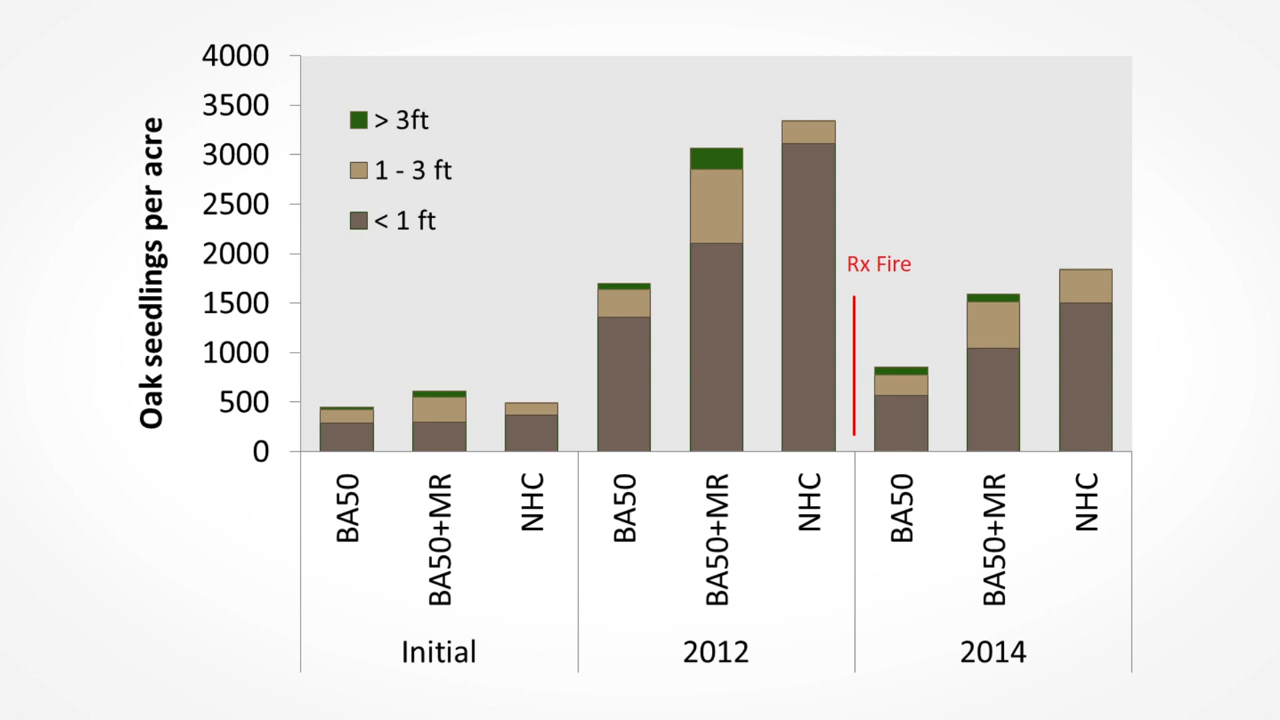 Oak seedlings per acre
4000
3500
3000
2500
2000
1500
1000
500
0
> 3ft
1 - 3 ft
< 1 ft
Rx Fire
BA50
BA50+MR
NHC
BA50
BA50+MR
NHC
BA50
BA50+MR
NHC
Initial
2012
2014